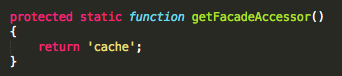 protected static function getFacadeAccessor()
{
    return 'cache';
}